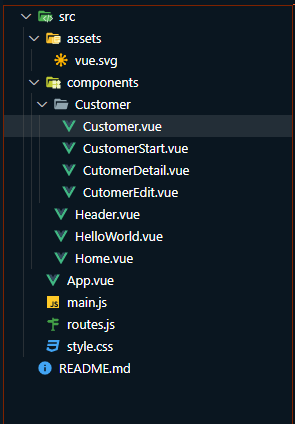 src
assets
vue.svg
components
Customer
Customer.vue
CustomerStart.vue
CutomerDetail.vue
CutomerEdit.vue
Header.vue
HelloWorld.vue
Home.vue
App.vue
JS main.js
routes.js
style.css
README.md